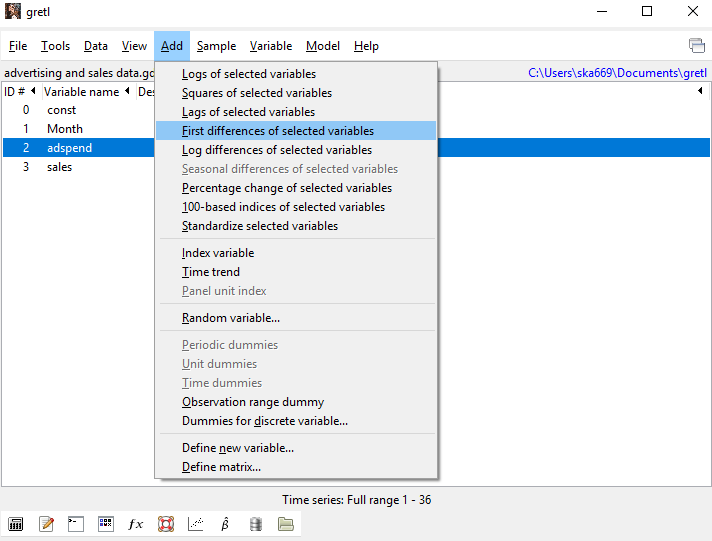 gretl
File Tools Data View Add Sample Variable Model Help
advertising and sales data.gd C:\Users\ska669\Documents\gretl
ID # Variable name Des
0 const
1 Month
2 adspend
3 sales
Logs of selected variables
Squares of selected variables
Lags of selected variables
First differences of selected variables
Log differences of selected variables
Seasonal differences of selected variables
Percentage change of selected variables
100-based indices of selected variables
Standardize selected variables
Index variable
Time trend
Panel unit index
Random variable...
Periodic dummies
Unit dummies
Time dummies
Observation range dummy
Dummies for discrete variable...
Define new variable...
Define matrix...
Time series: Full range 1 - 36
fx β̂